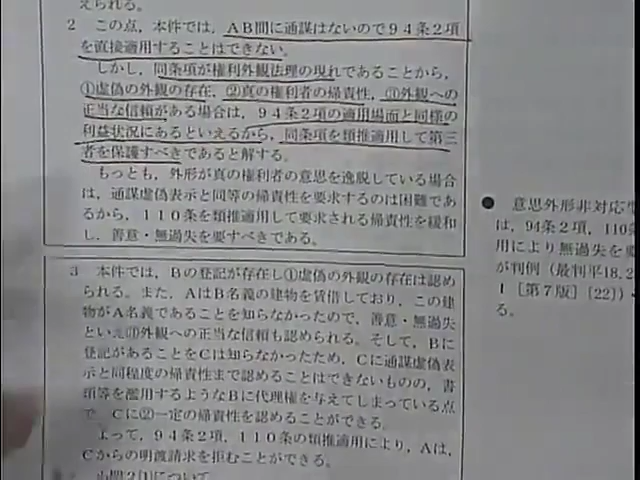 えられる。
２　この点，本件では，ＡＢ間に通謀はないので９４条２項
を直接適用することはできない。
しかし，同条項が権利外観法理の現れであることから，
①虚偽の外観の存在，②真の権利者の帰責性，③外観への
正当な信頼がある場合は，９４条２項の適用場面と同様の
利益状況にあるといえるから，同条項を類推適用して第三
者を保護すべきであると解する。
もっとも，外形が真の権利者の意思を逸脱している場合
は，通謀虚偽表示と同等の帰責性を要求するのは困難であ
るから，１１０条を類推適用して要求される帰責性を緩和
し，善意・無過失を要すべきである。
３　本件では，Ｂの登記が存在し①虚偽の外観の存在は認め
られる。また，ＡはＢ名義の建物を賃借しており，この建
物がＡ名義であることを知らなかったので，善意・無過失
といえ③外観への正当な信頼も認められる。そして，Ｂに
登記があることをＣは知らなかったため，Ｃに通謀虚偽表
示と同程度の帰責性まで認めることはできないものの，書
類等を濫用するようなＢに代理権を与えてしまっている点
で，Ｃに②一定の帰責性を認めることができる。
よって，９４条２項，１１０条の類推適用により，Ａは，
Ｃからの明渡請求を拒むことができる。
について
● 意思外形非対応
は，94条２項，110
用により無過失を
が判例（最判平18.2
１［第７版］〔22〕）
る。